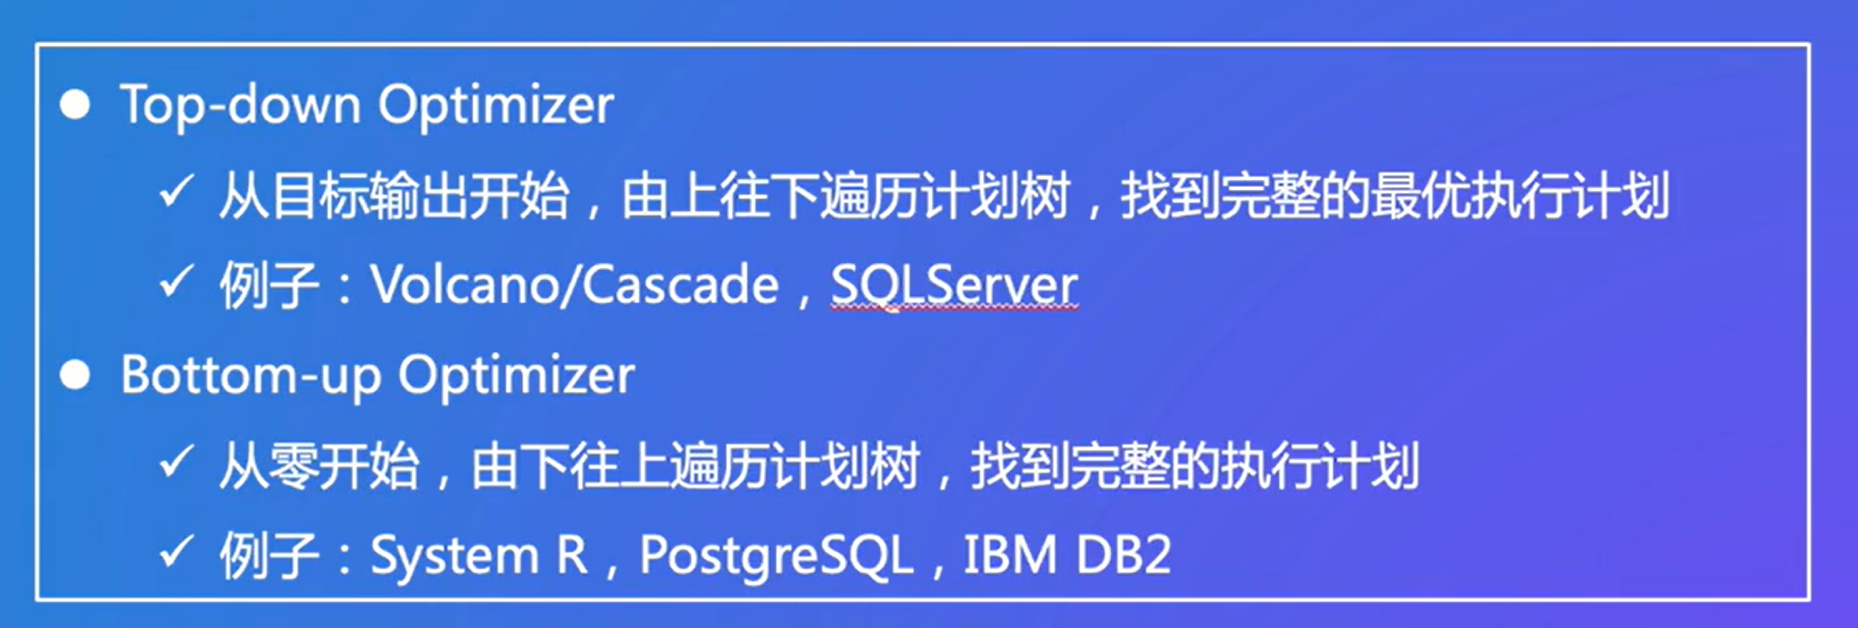 ● Top-down Optimizer
✓ 从目标输出开始，由上往下遍历计划树，找到完整的最优执行计划
✓ 例子：Volcano/Cascade，SQLServer
● Bottom-up Optimizer
✓ 从零开始，由下往上遍历计划树，找到完整的执行计划
✓ 例子：System R，PostgreSQL，IBM DB2